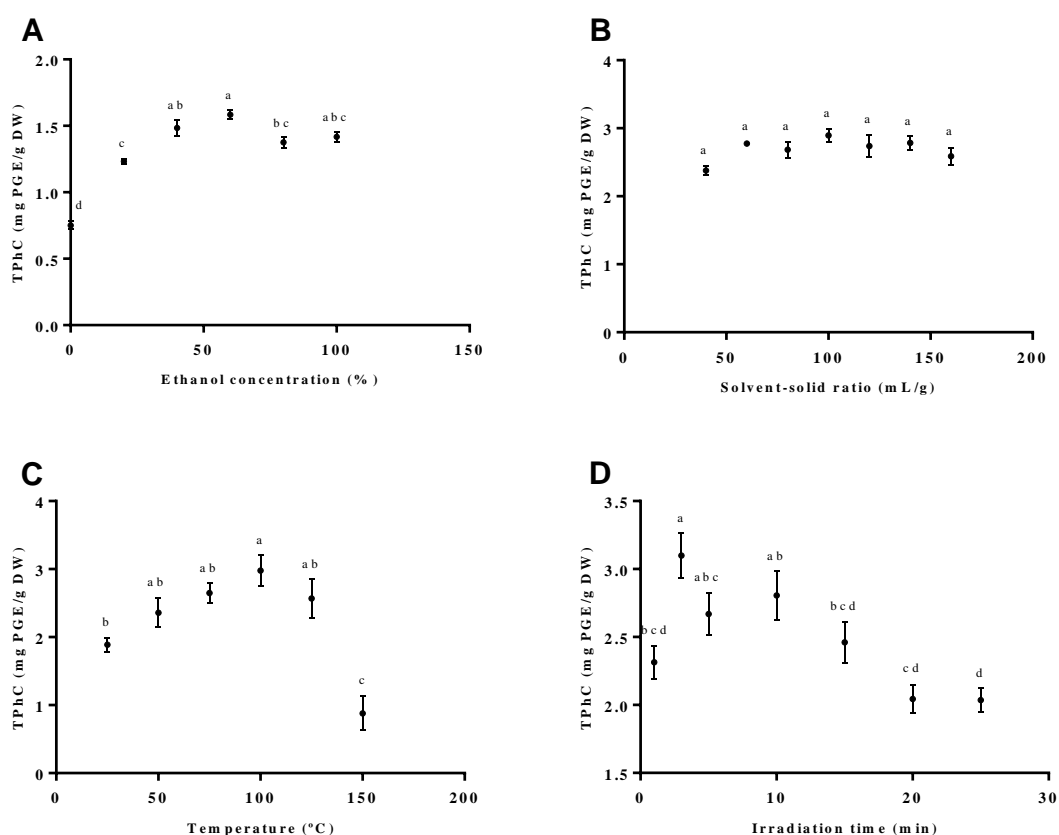 A
TPhC (mg PGE/g DW)
2.0
1.5
1.0
0.5
0.0
d
c
a b
a
b c
a b c
0
50
100
150
Ethanol concentration (%)
B
TPhC (mg PGE/g DW)
4
3
2
1
0
a
a
a
a
a
a
a
0
50
100
150
200
Solvent-solid ratio (mL/g)
C
TPhC (mg PGE/g DW)
4
3
2
1
0
b
a b
a b
a
a b
c
0
50
100
150
200
Temperature (ºC)
D
TPhC (mg PGE/g DW)
3.5
3.0
2.5
2.0
1.5
b c d
a
a b c
a b
b c d
c d
d
0
10
20
30
Irradiation time (min)